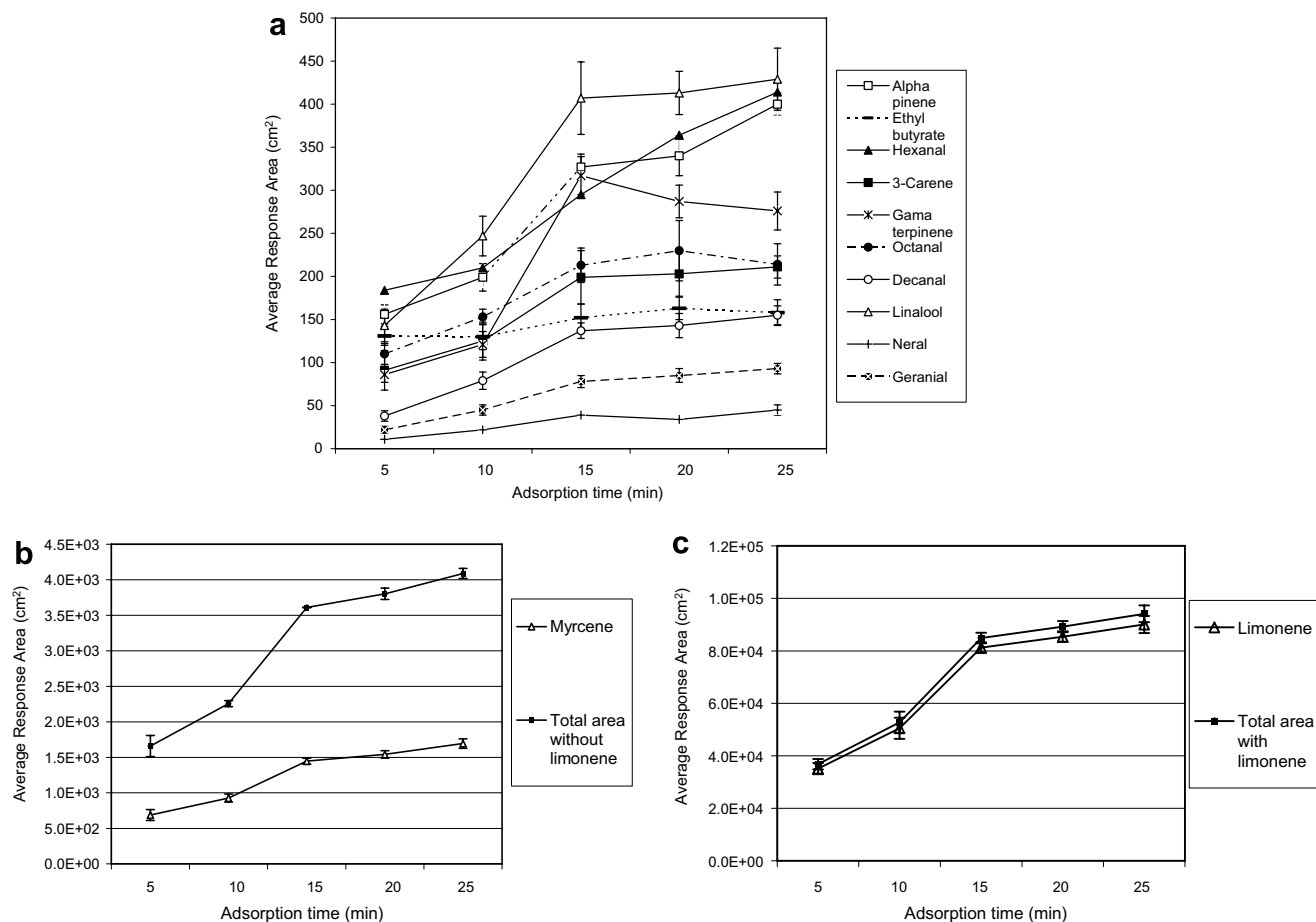 a
500
450
400
350
300
250
200
150
100
50
0
Average Response Area (cm²)
5 10 15 20 25
Adsorption time (min)
Alpha
pinene
Ethyl
butyrate
Hexanal
3-Carene
Gama
terpinene
Octanal
Decanal
Linalool
Neral
Geranial
b
4.5E+03
4.0E+03
3.5E+03
3.0E+03
2.5E+03
2.0E+03
1.5E+03
1.0E+03
5.0E+02
0.0E+00
Average Response Area (cm²)
5 10 15 20 25
Adsorption time (min)
Myrcene
Total area
without
limonene
c
1.2E+05
1.0E+05
8.0E+04
6.0E+04
4.0E+04
2.0E+04
0.0E+00
Average Response Area (cm²)
5 10 15 20 25
Adsorption time (min)
Limonene
Total area
with
limonene